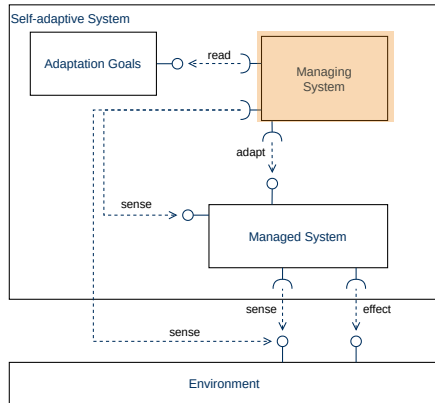 Self-adaptive System
Adaptation Goals
read
Managing
System
adapt
sense
Managed System
sense
effect
sense
Environment